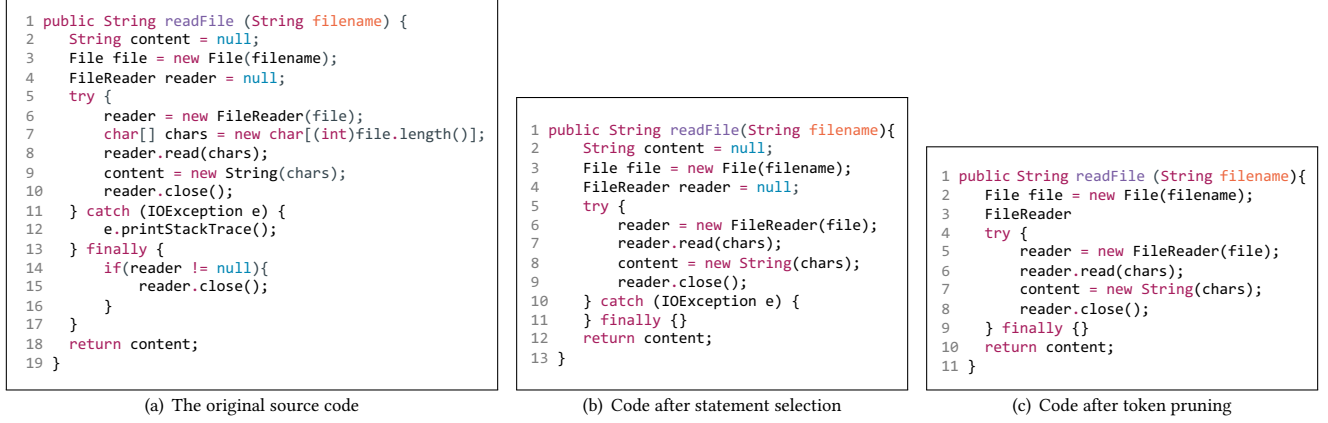 1 public String readFile (String filename) {
2 String content = null;
3 File file = new File(filename);
4 FileReader reader = null;
5 try {
6 reader = new FileReader(file);
7 char[] chars = new char[(int)file.length()];
8 reader.read(chars);
9 content = new String(chars);
10 reader.close();
11 } catch (IOException e) {
12 e.printStackTrace();
13 } finally {
14 if(reader != null){
15 reader.close();
16 }
17 }
18 return content;
19 }
(a) The original source code
1 public String readFile(String filename){
2 String content = null;
3 File file = new File(filename);
4 FileReader reader = null;
5 try {
6 reader = new FileReader(file);
7 reader.read(chars);
8 content = new String(chars);
9 reader.close();
10 } catch (IOException e) {
11 } finally {}
12 return content;
13 }
(b) Code after statement selection
1 public String readFile (String filename){
2 File file = new File(filename);
3 FileReader
4 try {
5 reader = new FileReader(file);
6 reader.read(chars);
7 content = new String(chars);
8 reader.close();
9 } finally {}
10 return content;
11 }
(c) Code after token pruning